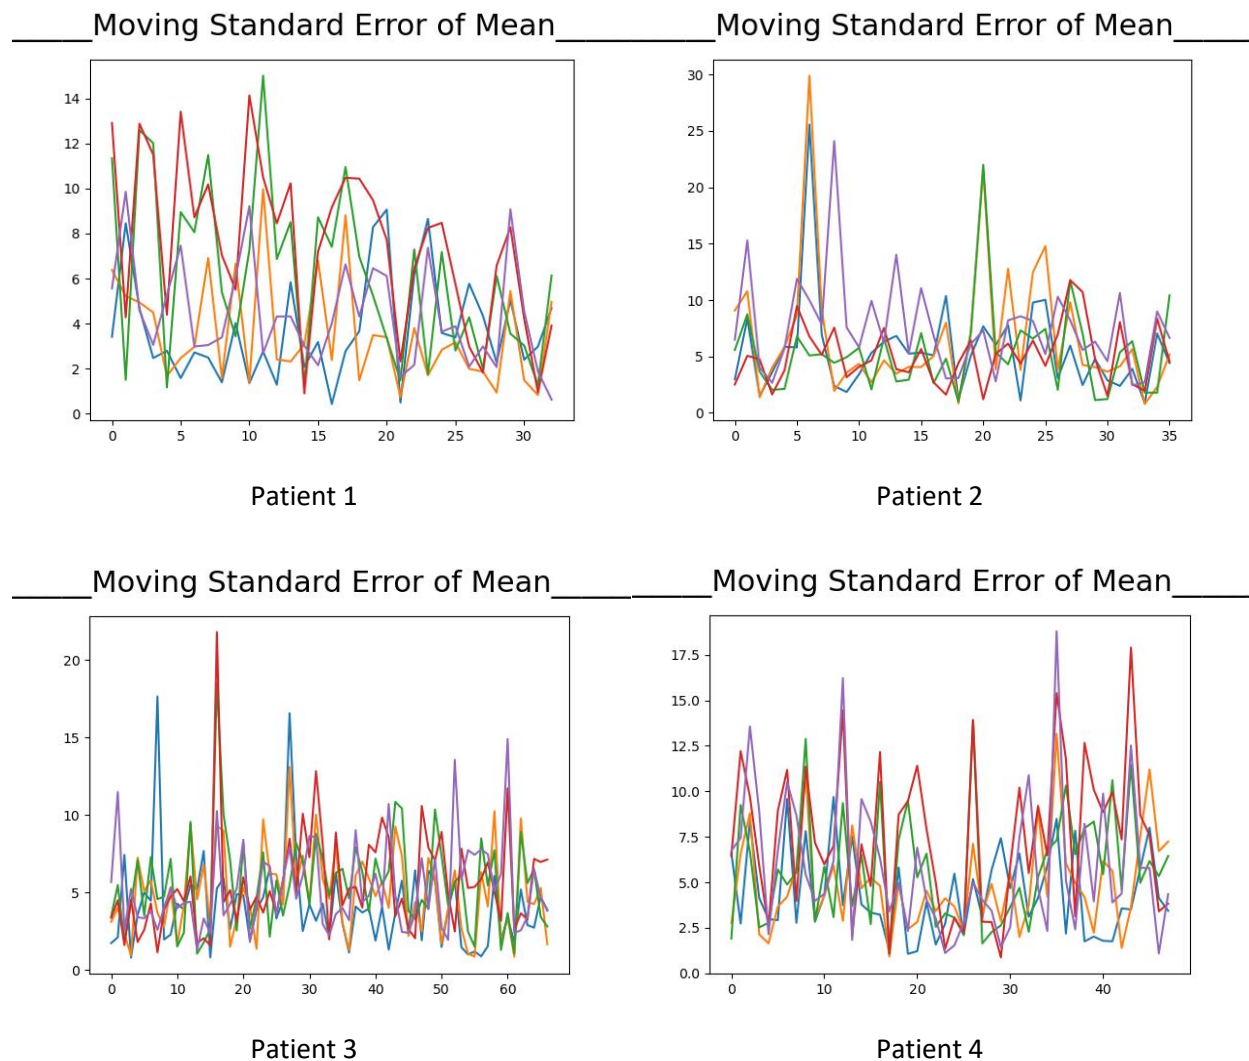 _____Moving Standard Error of Mean_____
_____Moving Standard Error of Mean_____
14
12
10
8
6
4
2
0
0 5 10 15 20 25 30
30
25
20
15
10
5
0
0 5 10 15 20 25 30 35
Patient 1
Patient 2
_____Moving Standard Error of Mean_____
_____Moving Standard Error of Mean_____
20
15
10
5
0
0 10 20 30 40 50 60
17.5
15.0
12.5
10.0
7.5
5.0
2.5
0.0
0 10 20 30 40
Patient 3
Patient 4